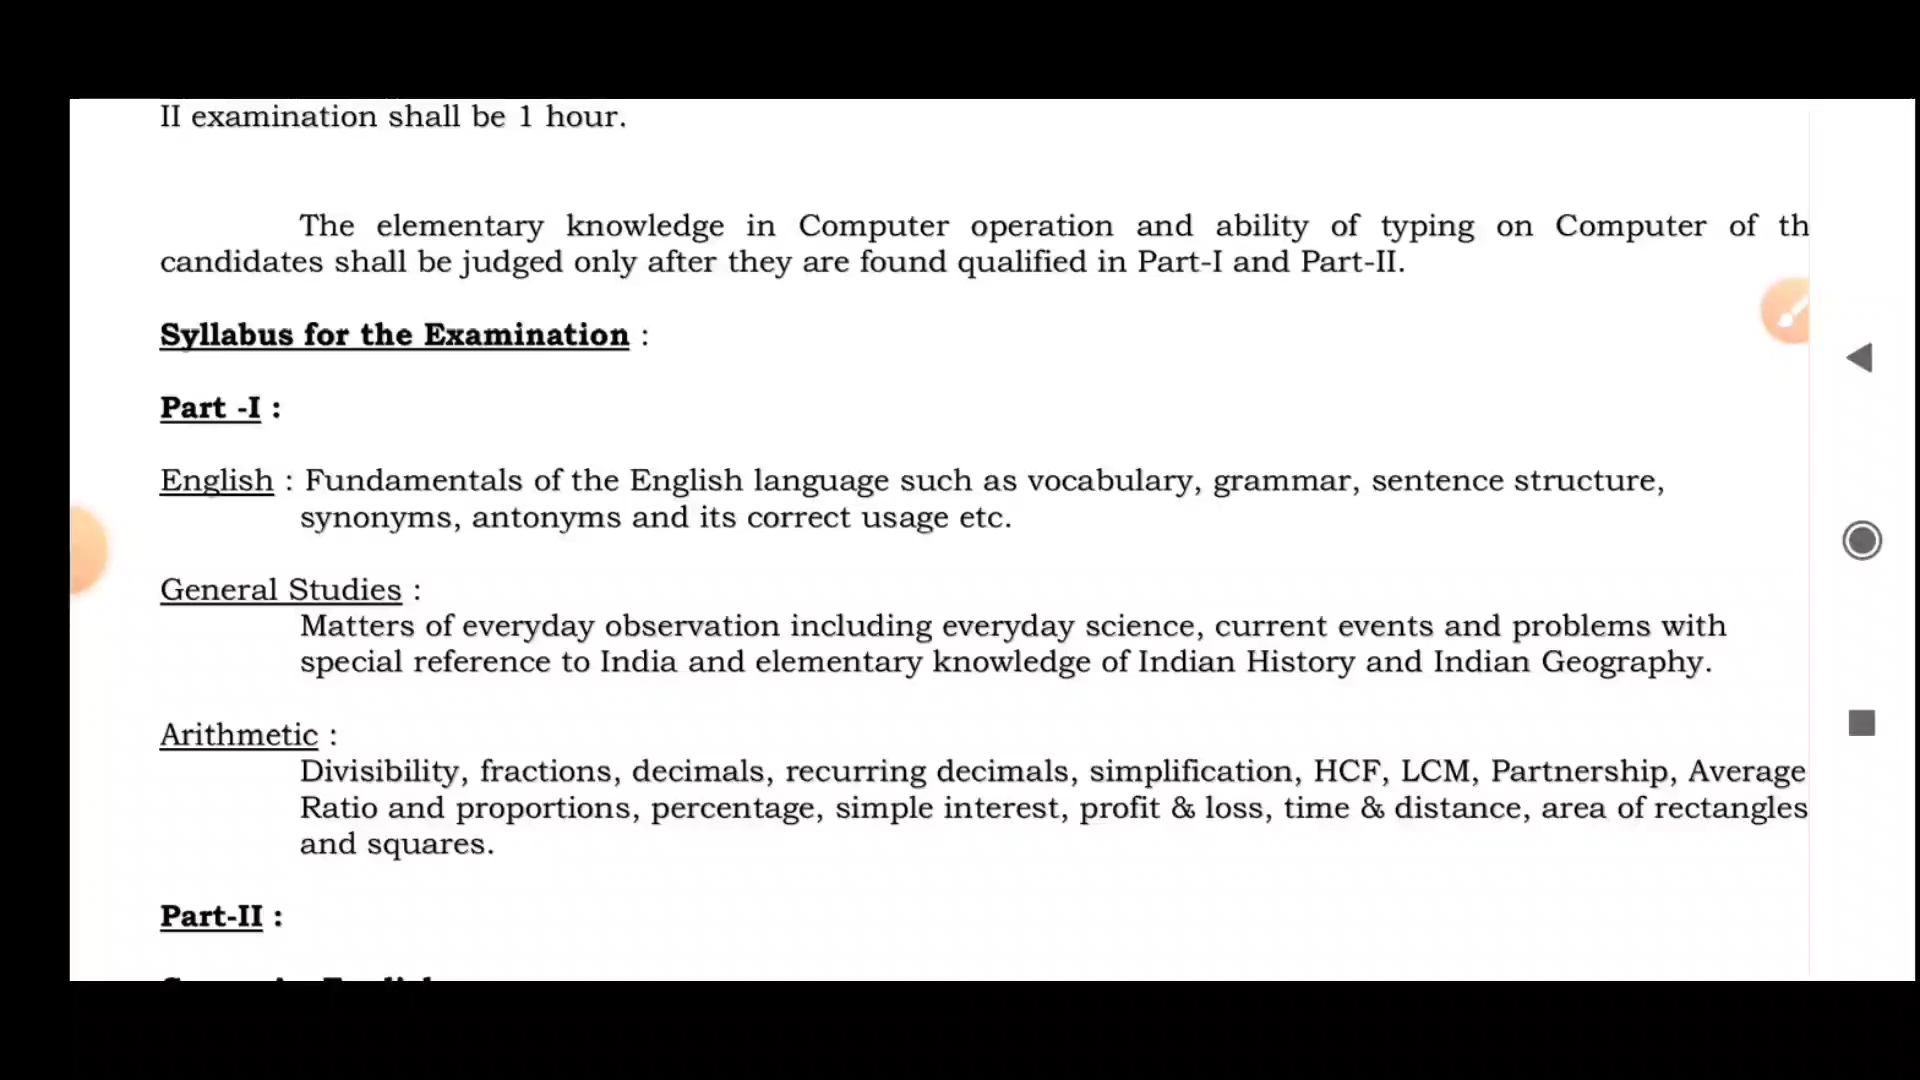 II examination shall be 1 hour.
The elementary knowledge in Computer operation and ability of typing on Computer of th
candidates shall be judged only after they are found qualified in Part-I and Part-II.
Syllabus for the Examination :
Part -I :
English : Fundamentals of the English language such as vocabulary, grammar, sentence structure,
synonyms, antonyms and its correct usage etc.
General Studies :
Matters of everyday observation including everyday science, current events and problems with
special reference to India and elementary knowledge of Indian History and Indian Geography.
Arithmetic :
Divisibility, fractions, decimals, recurring decimals, simplification, HCF, LCM, Partnership, Average
Ratio and proportions, percentage, simple interest, profit & loss, time & distance, area of rectangles
and squares.
Part-II :